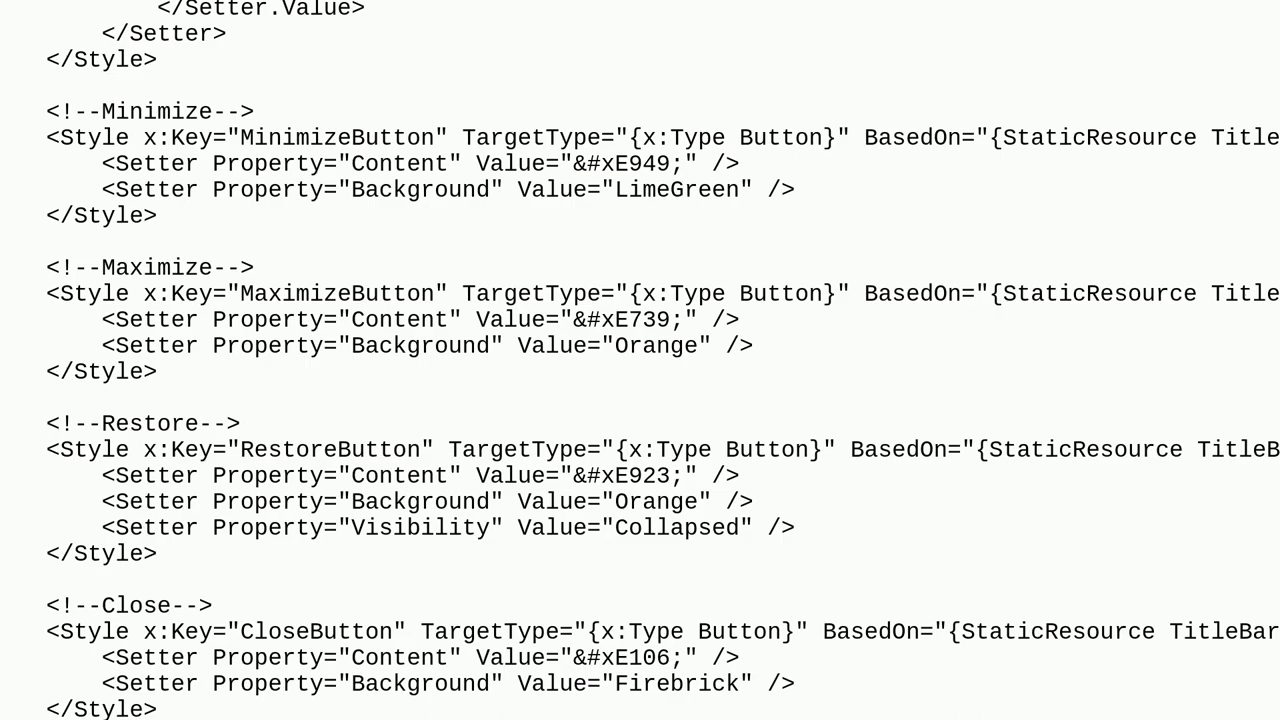 </Setter.Value>
</Setter>
</Style>
<!--Minimize-->
<Style x:Key="MinimizeButton" TargetType="{x:Type Button}" BasedOn="{StaticResource Title
<Setter Property="Content" Value="&#xE949;" />
<Setter Property="Background" Value="LimeGreen" />
</Style>
<!--Maximize-->
<Style x:Key="MaximizeButton" TargetType="{x:Type Button}" BasedOn="{StaticResource Title
<Setter Property="Content" Value="&#xE739;" />
<Setter Property="Background" Value="Orange" />
</Style>
<!--Restore-->
<Style x:Key="RestoreButton" TargetType="{x:Type Button}" BasedOn="{StaticResource TitleB
<Setter Property="Content" Value="&#xE923;" />
<Setter Property="Background" Value="Orange" />
<Setter Property="Visibility" Value="Collapsed" />
</Style>
<!--Close-->
<Style x:Key="CloseButton" TargetType="{x:Type Button}" BasedOn="{StaticResource TitleBar
<Setter Property="Content" Value="&#xE106;" />
<Setter Property="Background" Value="Firebrick" />
</Style>